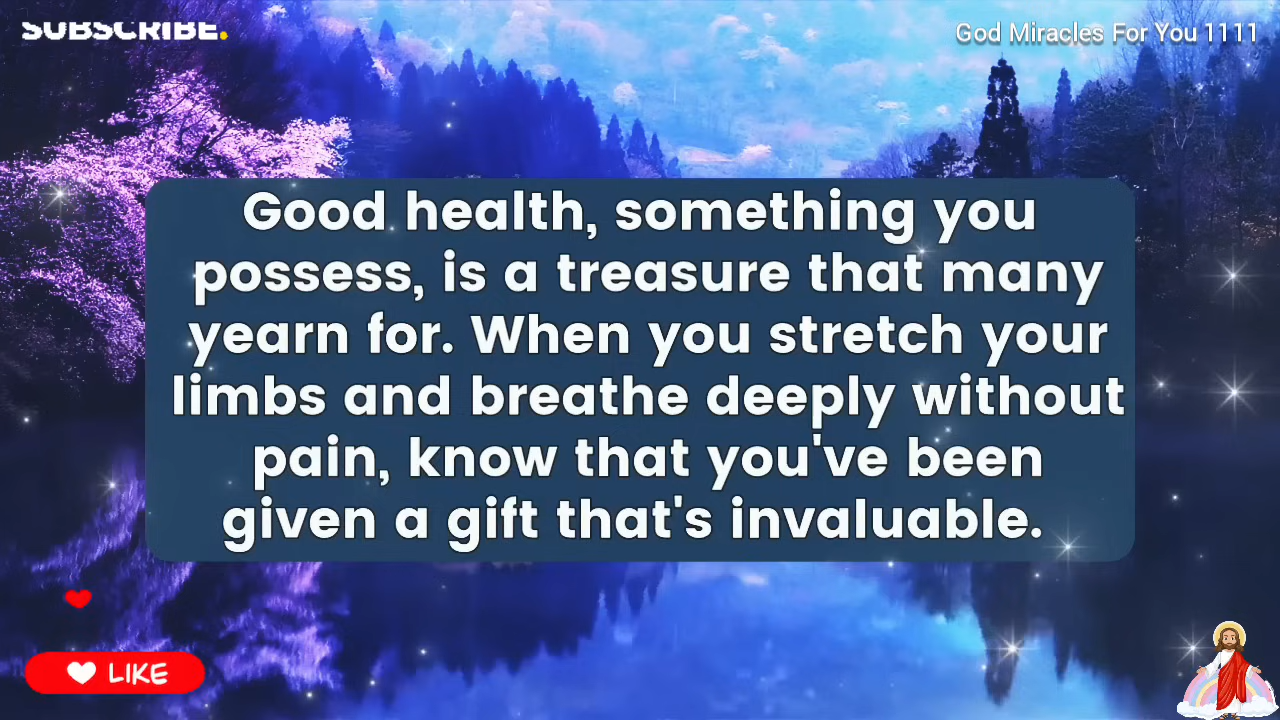 SUBSCRIBE.
God Miracles For You 1111
Good health, something you
possess, is a treasure that many
yearn for. When you stretch your
limbs and breathe deeply without
pain, know that you've been
given a gift that's invaluable.
LIKE